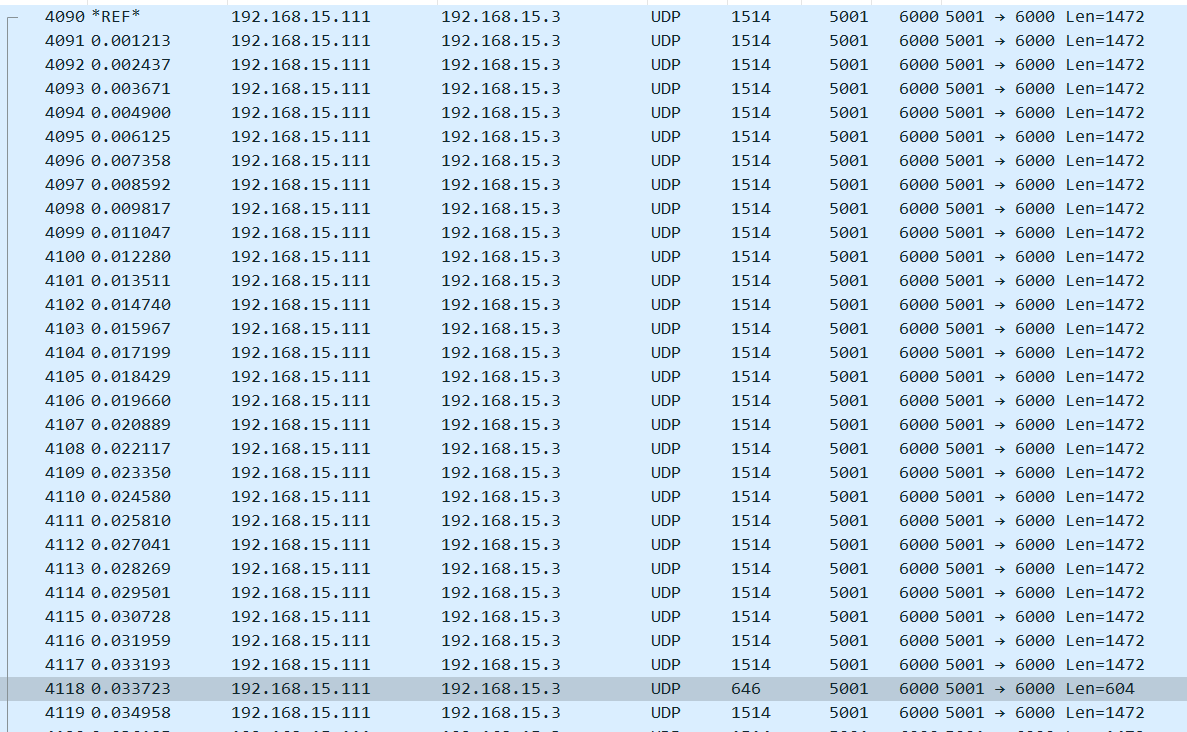 4090 *REF* 192.168.15.111 192.168.15.3 UDP 1514 5001 6000 5001 → 6000 Len=1472
4091 0.001213 192.168.15.111 192.168.15.3 UDP 1514 5001 6000 5001 → 6000 Len=1472
4092 0.002437 192.168.15.111 192.168.15.3 UDP 1514 5001 6000 5001 → 6000 Len=1472
4093 0.003671 192.168.15.111 192.168.15.3 UDP 1514 5001 6000 5001 → 6000 Len=1472
4094 0.004900 192.168.15.111 192.168.15.3 UDP 1514 5001 6000 5001 → 6000 Len=1472
4095 0.006125 192.168.15.111 192.168.15.3 UDP 1514 5001 6000 5001 → 6000 Len=1472
4096 0.007358 192.168.15.111 192.168.15.3 UDP 1514 5001 6000 5001 → 6000 Len=1472
4097 0.008592 192.168.15.111 192.168.15.3 UDP 1514 5001 6000 5001 → 6000 Len=1472
4098 0.009817 192.168.15.111 192.168.15.3 UDP 1514 5001 6000 5001 → 6000 Len=1472
4099 0.011047 192.168.15.111 192.168.15.3 UDP 1514 5001 6000 5001 → 6000 Len=1472
4100 0.012280 192.168.15.111 192.168.15.3 UDP 1514 5001 6000 5001 → 6000 Len=1472
4101 0.013511 192.168.15.111 192.168.15.3 UDP 1514 5001 6000 5001 → 6000 Len=1472
4102 0.014740 192.168.15.111 192.168.15.3 UDP 1514 5001 6000 5001 → 6000 Len=1472
4103 0.015967 192.168.15.111 192.168.15.3 UDP 1514 5001 6000 5001 → 6000 Len=1472
4104 0.017199 192.168.15.111 192.168.15.3 UDP 1514 5001 6000 5001 → 6000 Len=1472
4105 0.018429 192.168.15.111 192.168.15.3 UDP 1514 5001 6000 5001 → 6000 Len=1472
4106 0.019660 192.168.15.111 192.168.15.3 UDP 1514 5001 6000 5001 → 6000 Len=1472
4107 0.020889 192.168.15.111 192.168.15.3 UDP 1514 5001 6000 5001 → 6000 Len=1472
4108 0.022117 192.168.15.111 192.168.15.3 UDP 1514 5001 6000 5001 → 6000 Len=1472
4109 0.023350 192.168.15.111 192.168.15.3 UDP 1514 5001 6000 5001 → 6000 Len=1472
4110 0.024580 192.168.15.111 192.168.15.3 UDP 1514 5001 6000 5001 → 6000 Len=1472
4111 0.025810 192.168.15.111 192.168.15.3 UDP 1514 5001 6000 5001 → 6000 Len=1472
4112 0.027041 192.168.15.111 192.168.15.3 UDP 1514 5001 6000 5001 → 6000 Len=1472
4113 0.028269 192.168.15.111 192.168.15.3 UDP 1514 5001 6000 5001 → 6000 Len=1472
4114 0.029501 192.168.15.111 192.168.15.3 UDP 1514 5001 6000 5001 → 6000 Len=1472
4115 0.030728 192.168.15.111 192.168.15.3 UDP 1514 5001 6000 5001 → 6000 Len=1472
4116 0.031959 192.168.15.111 192.168.15.3 UDP 1514 5001 6000 5001 → 6000 Len=1472
4117 0.033193 192.168.15.111 192.168.15.3 UDP 1514 5001 6000 5001 → 6000 Len=1472
4118 0.033723 192.168.15.111 192.168.15.3 UDP 646 5001 6000 5001 → 6000 Len=604
4119 0.034958 192.168.15.111 192.168.15.3 UDP 1514 5001 6000 5001 → 6000 Len=1472